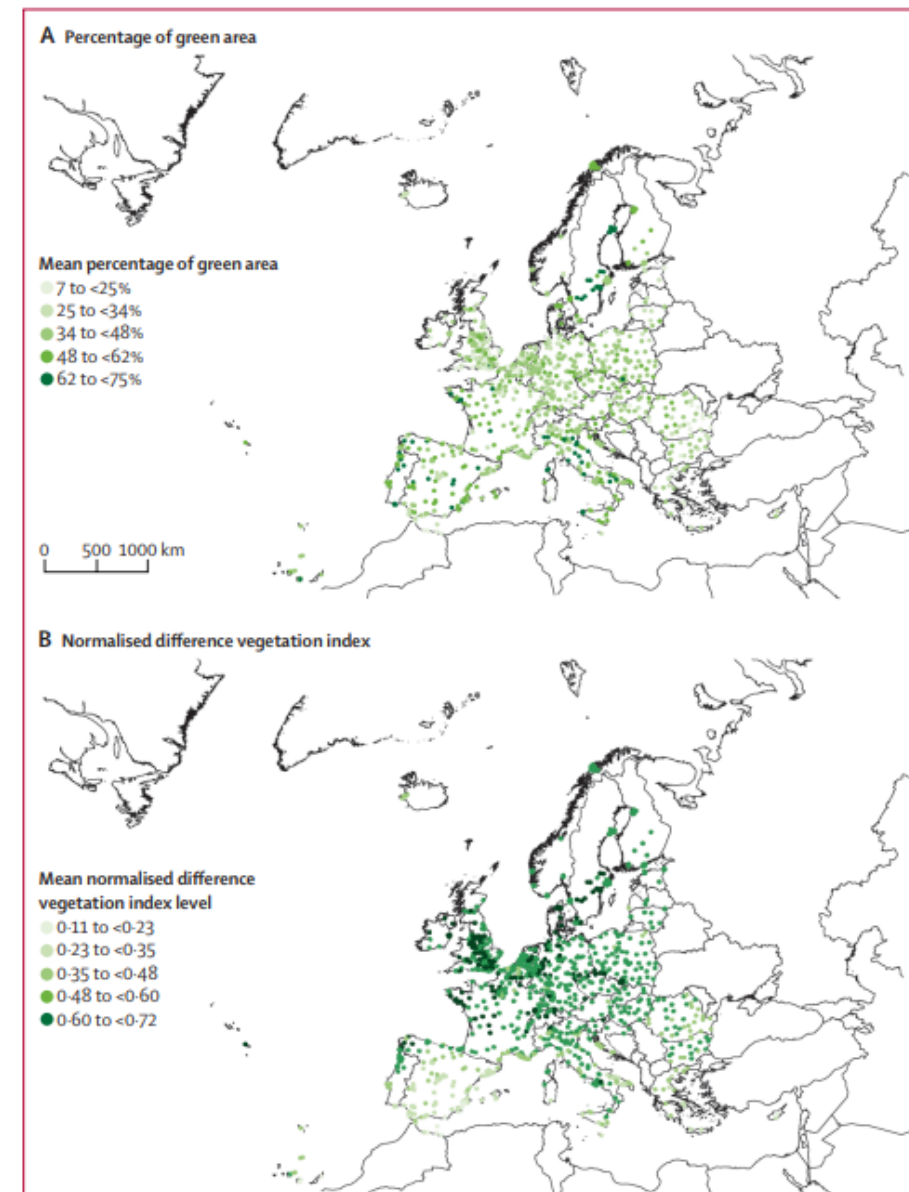 A Percentage of green area
Mean percentage of green area
7 to <25%
25 to <34%
34 to <48%
48 to <62%
62 to <75%
0 500 1000 km
B Normalised difference vegetation index
Mean normalised difference
vegetation index level
0·11 to <0·23
0·23 to <0·35
0·35 to <0·48
0·48 to <0·60
0·60 to <0·72